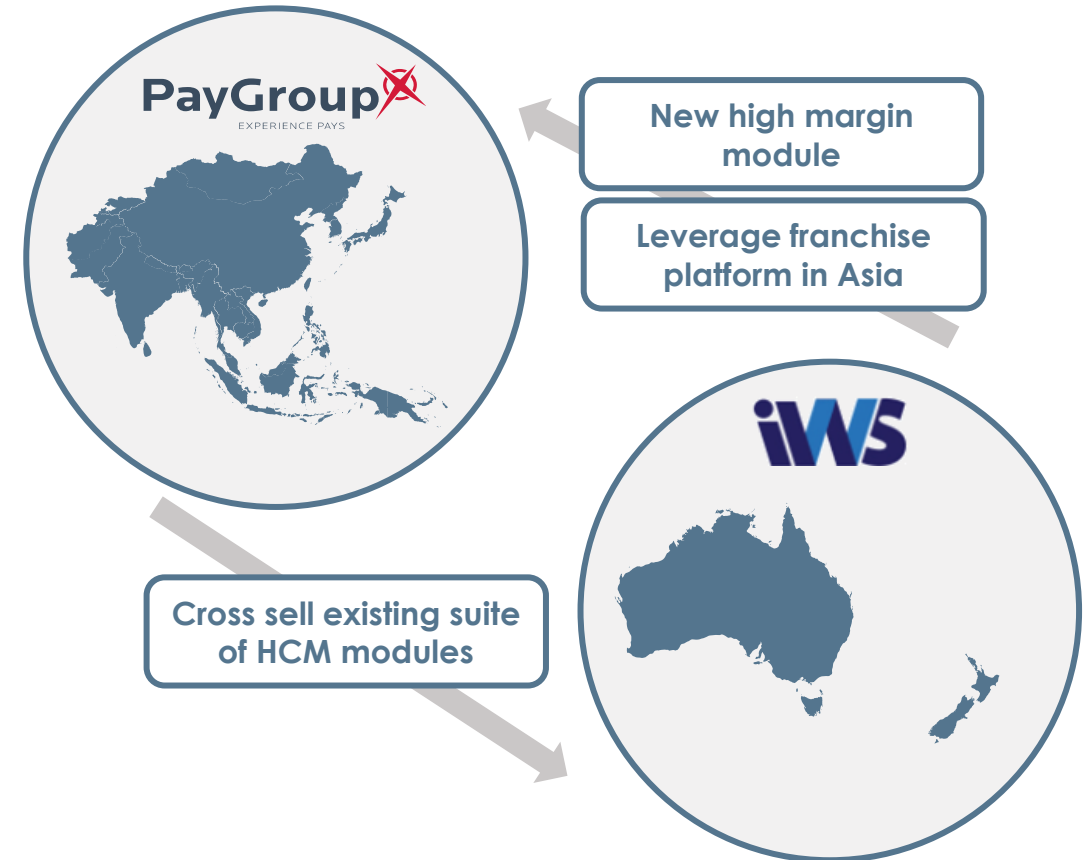 PayGroup
EXPERIENCE PAYS
New high margin
module
Leverage franchise
platform in Asia
iWS
Cross sell existing suite
of HCM modules